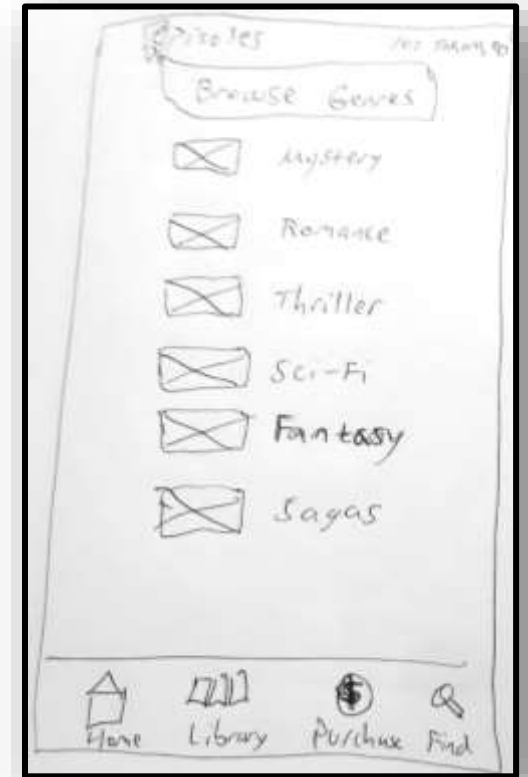 Browse Genres
Mystery
Romance
Thriller
Sci-Fi
Fantasy
Sagas
$
Home Library Purchase Find